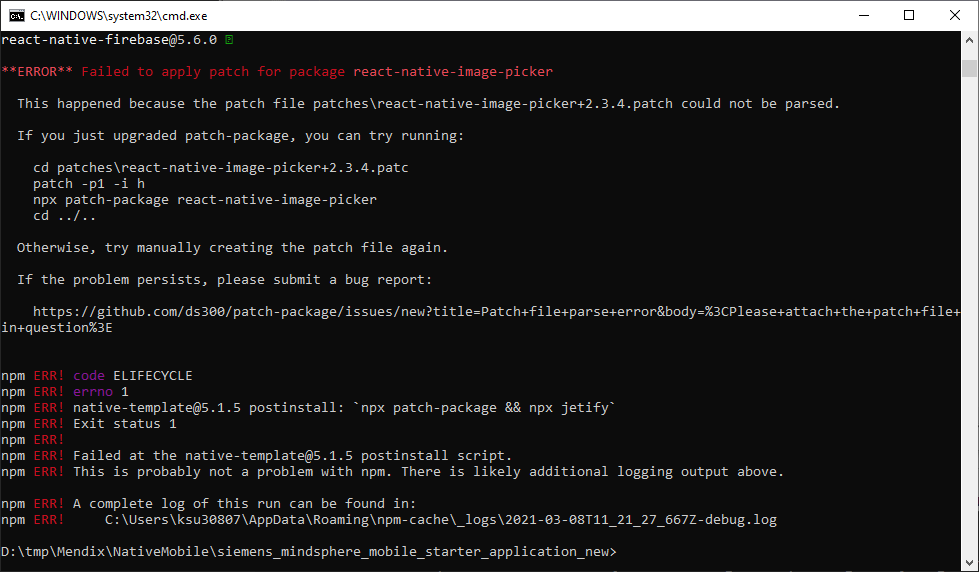 C:\WINDOWS\system32\cmd.exe
react-native-firebase@5.6.0
**ERROR** Failed to apply patch for package react-native-image-picker
This happened because the patch file patches\react-native-image-picker+2.3.4.patch could not be parsed.
If you just upgraded patch-package, you can try running:
cd patches\react-native-image-picker+2.3.4.patc
patch -p1 -i h
npx patch-package react-native-image-picker
cd ../..
Otherwise, try manually creating the patch file again.
If the problem persists, please submit a bug report:
https://github.com/ds300/patch-package/issues/new?title=Patch+file+parse+error&body=%3CPlease+attach+the+patch+file+
in+question%3E
npm ERR! code ELIFECYCLE
npm ERR! errno 1
npm ERR! native-template@5.1.5 postinstall: `npx patch-package && npx jetify`
npm ERR! Exit status 1
npm ERR!
npm ERR! Failed at the native-template@5.1.5 postinstall script.
npm ERR! This is probably not a problem with npm. There is likely additional logging output above.
npm ERR! A complete log of this run can be found in:
npm ERR!     C:\Users\ksu30807\AppData\Roaming\npm-cache\_logs\2021-03-08T11_21_27_667Z-debug.log
D:\tmp\Mendix\NativeMobile\siemens_mindsphere_mobile_starter_application_new>